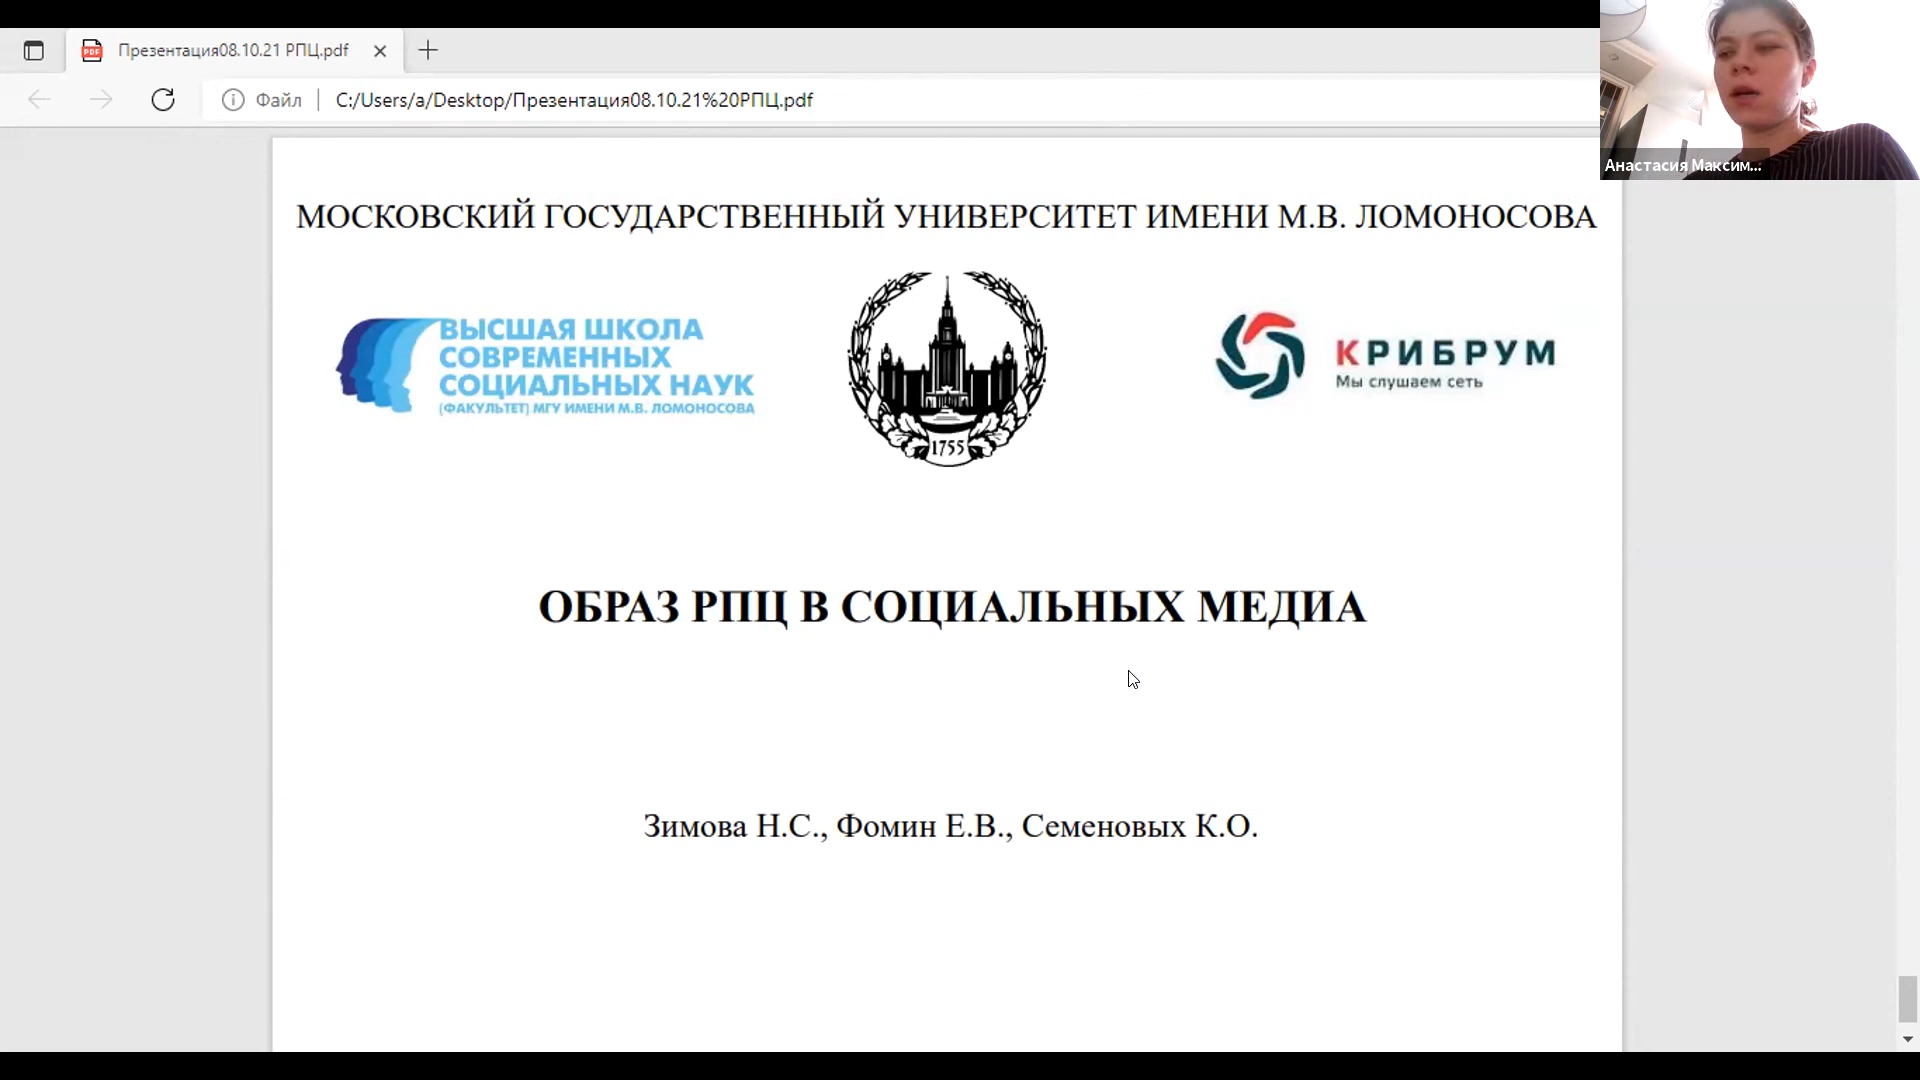 Презентация08.10.21 РПЦ.pdf
Файл
C:/Users/a/Desktop/Презентация08.10.21%20РПЦ.pdf
Анастасия Максим...
МОСКОВСКИЙ ГОСУДАРСТВЕННЫЙ УНИВЕРСИТЕТ ИМЕНИ М.В. ЛОМОНОСОВА
ВЫСШАЯ ШКОЛА
СОВРЕМЕННЫХ
СОЦИАЛЬНЫХ НАУК
(ФАКУЛЬТЕТ) МГУ ИМЕНИ М.В. ЛОМОНОСОВА
1755
КРИБРУМ
Мы слушаем сеть
ОБРАЗ РПЦ В СОЦИАЛЬНЫХ МЕДИА
Зимова Н.С., Фомин Е.В., Семеновых К.О.